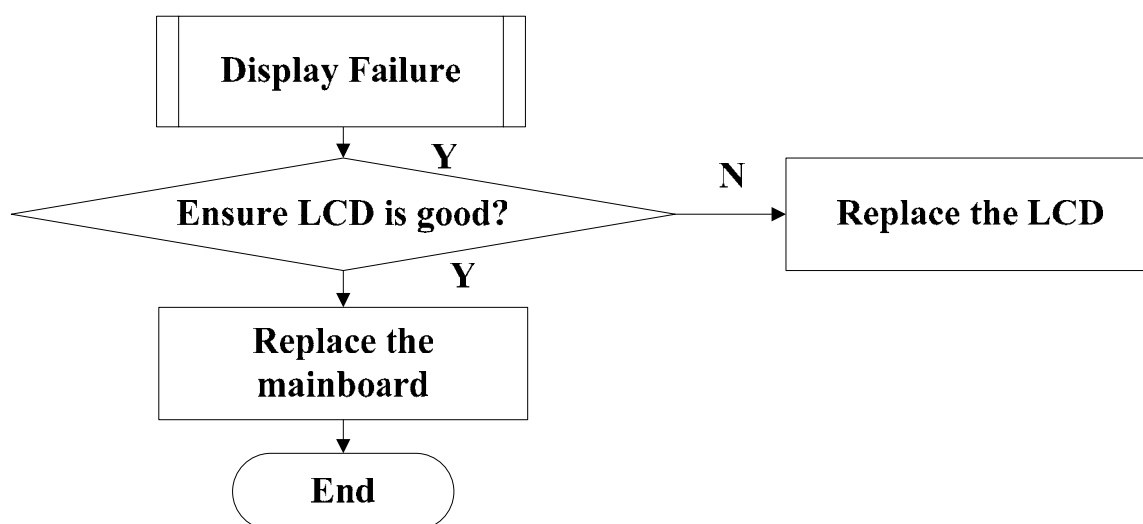 Display Failure
Y
N
Ensure LCD is good?
Replace the LCD
Y
Replace the
mainboard
End